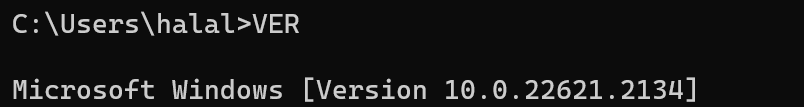 C:\Users\halal>VER
Microsoft Windows [Version 10.0.22621.2134]